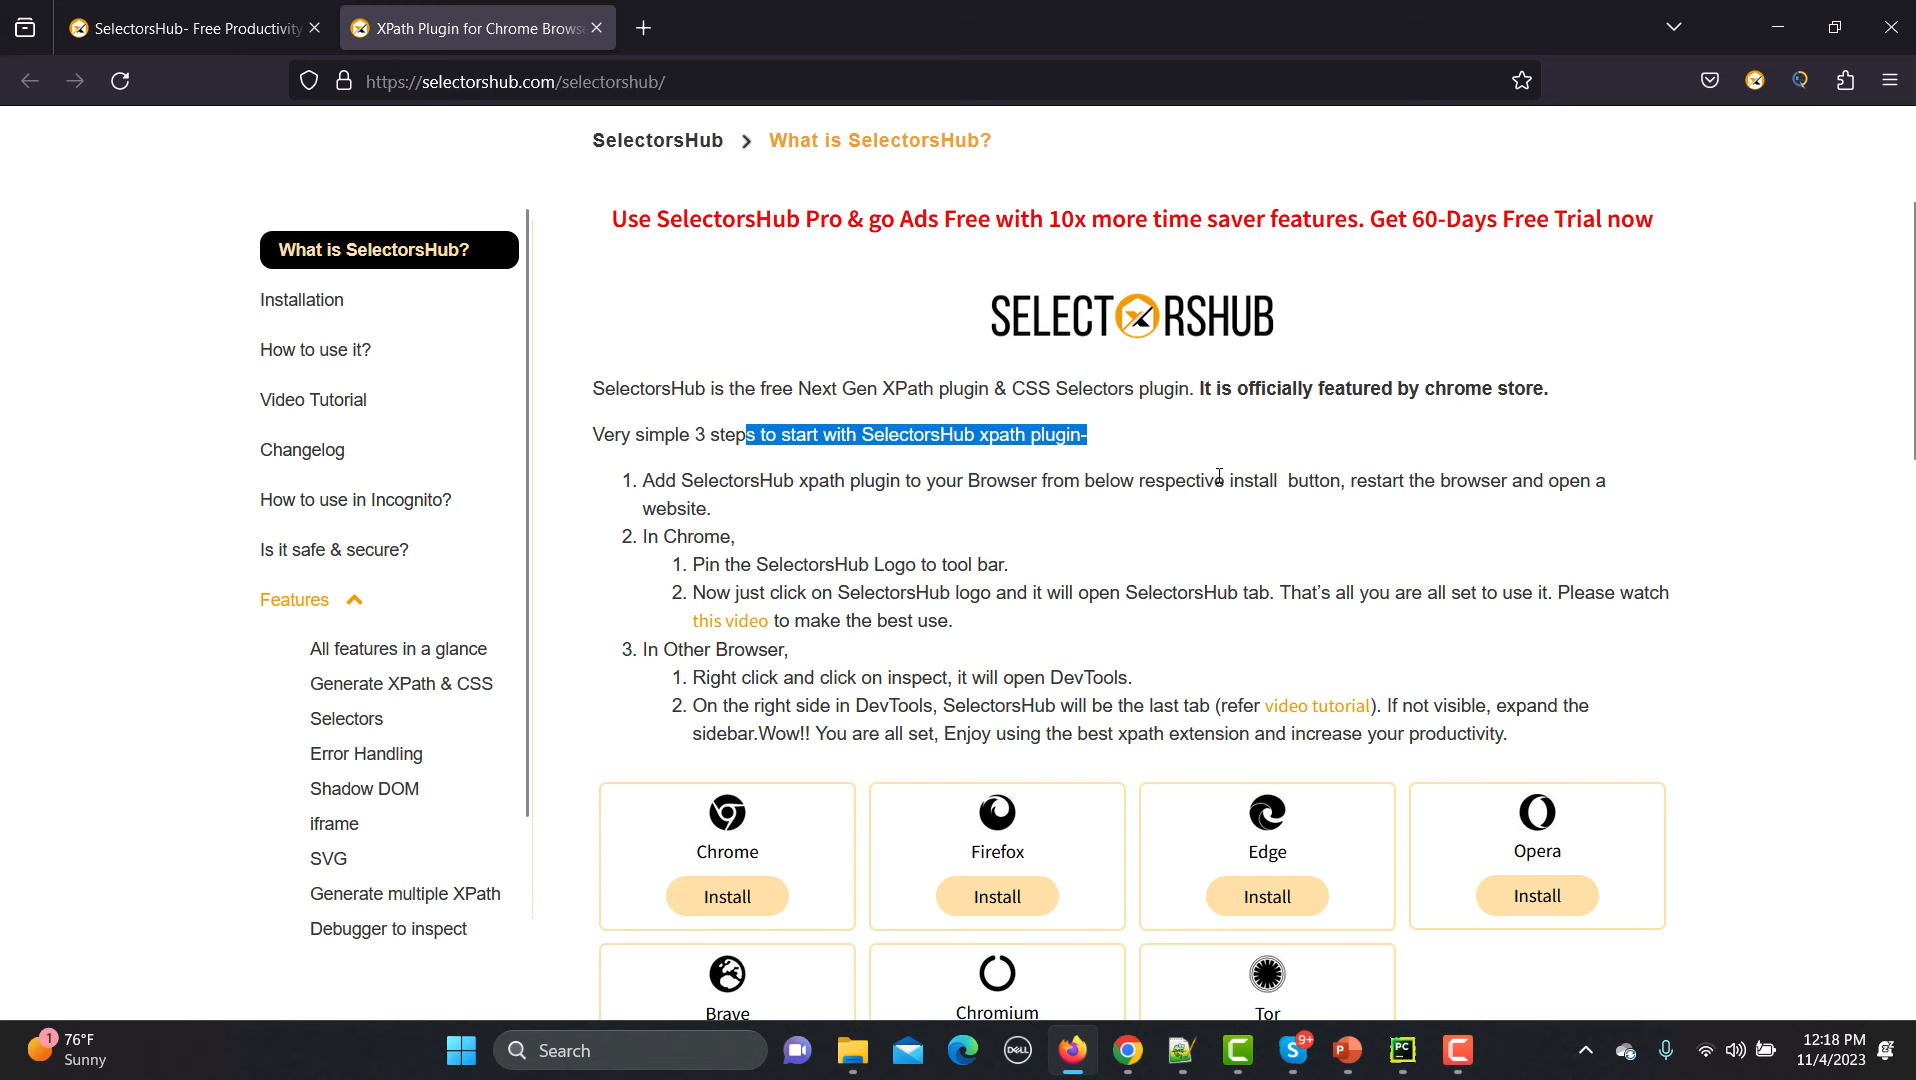 SelectorsHub- Free Productivity
XPath Plugin for Chrome Browse
https://selectorshub.com/selectorshub/
SelectorsHub > What is SelectorsHub?
Use SelectorsHub Pro & go Ads Free with 10x more time saver features. Get 60-Days Free Trial now
What is SelectorsHub?
Installation
How to use it?
Video Tutorial
Changelog
How to use in Incognito?
Is it safe & secure?
Features
All features in a glance
Generate XPath & CSS
Selectors
Error Handling
Shadow DOM
iframe
SVG
Generate multiple XPath
Debugger to inspect
SELECTORSHUB
SelectorsHub is the free Next Gen XPath plugin & CSS Selectors plugin. It is officially featured by chrome store.
Very simple 3 steps to start with SelectorsHub xpath plugin-
1. Add SelectorsHub xpath plugin to your Browser from below respective install button, restart the browser and open a
website.
2. In Chrome,
1. Pin the SelectorsHub Logo to tool bar.
2. Now just click on SelectorsHub logo and it will open SelectorsHub tab. That's all you are all set to use it. Please watch
this video to make the best use.
3. In Other Browser,
1. Right click and click on inspect, it will open DevTools.
2. On the right side in DevTools, SelectorsHub will be the last tab (refer video tutorial). If not visible, expand the
sidebar.Wow!! You are all set, Enjoy using the best xpath extension and increase your productivity.
Chrome
Install
Firefox
Install
Edge
Install
Opera
Install
Brave
Chromium
Tor
1
76°F
Sunny
Search
DELL
9+
PC
12:18 PM
11/4/2023